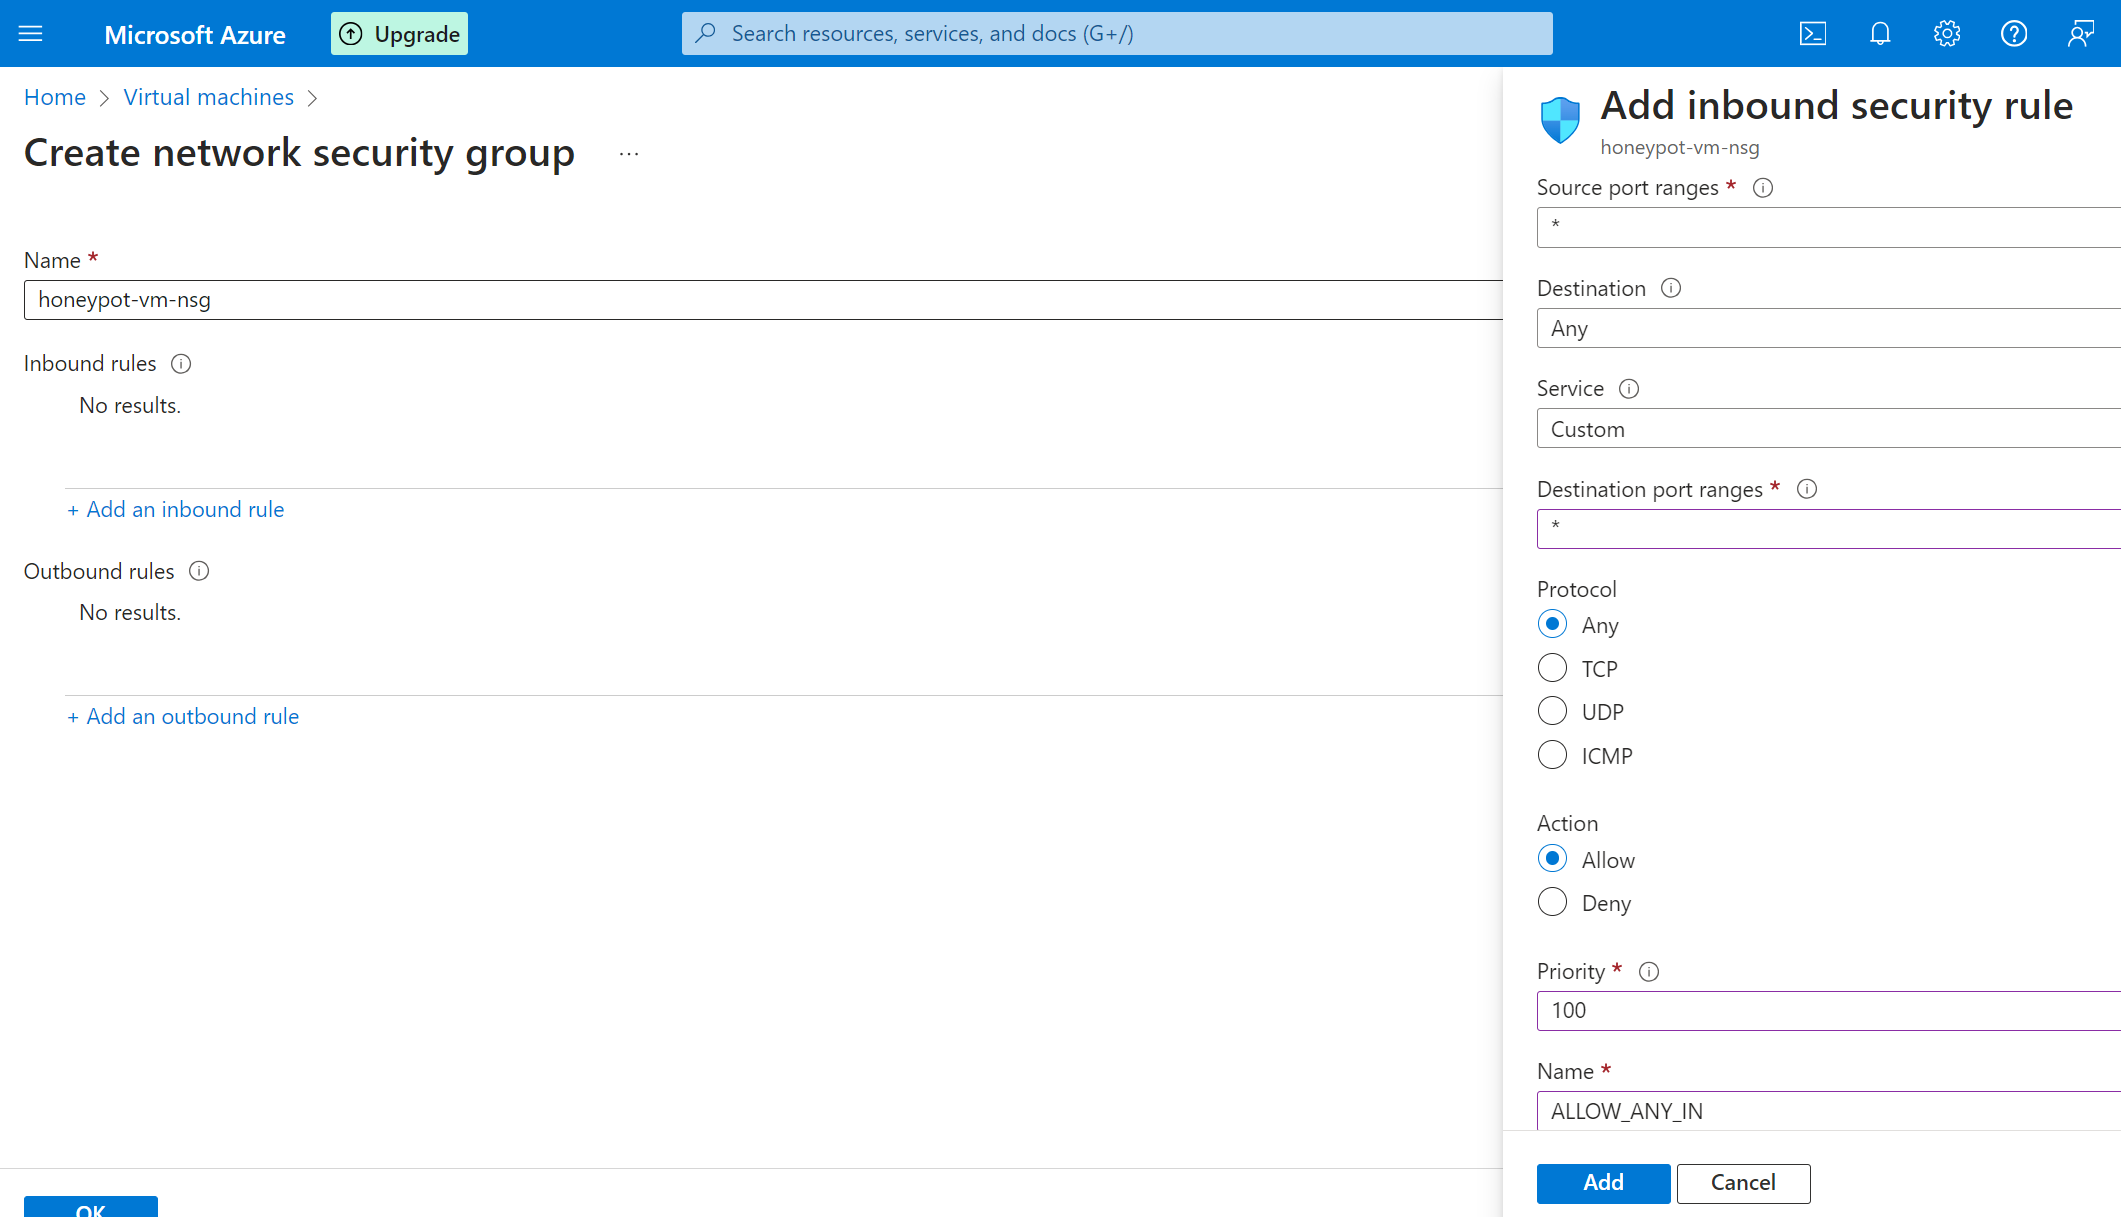 Microsoft Azure
Upgrade
Search resources, services, and docs (G+/)
Home > Virtual machines >
Create network security group ...
Name *
honeypot-vm-nsg
Inbound rules
No results.
+ Add an inbound rule
Outbound rules
No results.
+ Add an outbound rule
OK
Add inbound security rule
honeypot-vm-nsg
Source port ranges *
*
Destination
Any
Service
Custom
Destination port ranges *
*
Protocol
Any
TCP
UDP
ICMP
Action
Allow
Deny
Priority *
100
Name *
ALLOW_ANY_IN
Add
Cancel